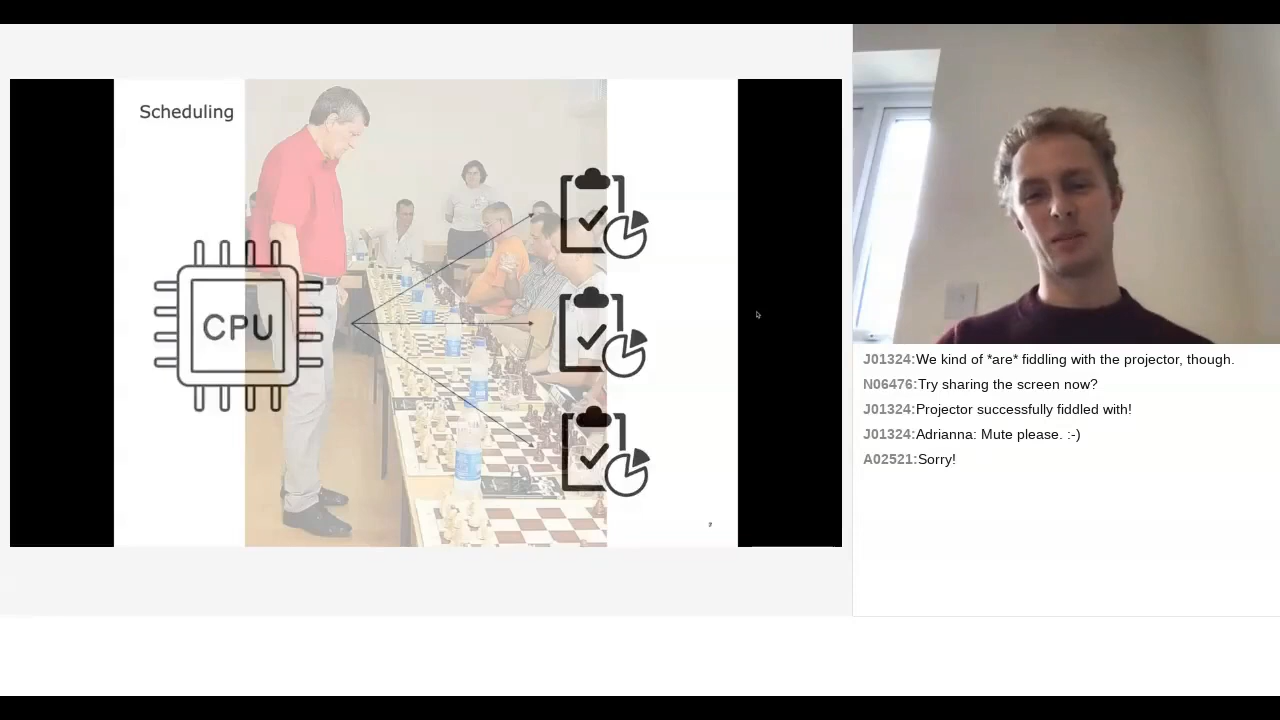 Scheduling
CPU
J01324:We kind of *are* fiddling with the projector, though.
N06476:Try sharing the screen now?
J01324:Projector successfully fiddled with!
J01324:Adrianna: Mute please. :-)
A02521:Sorry!